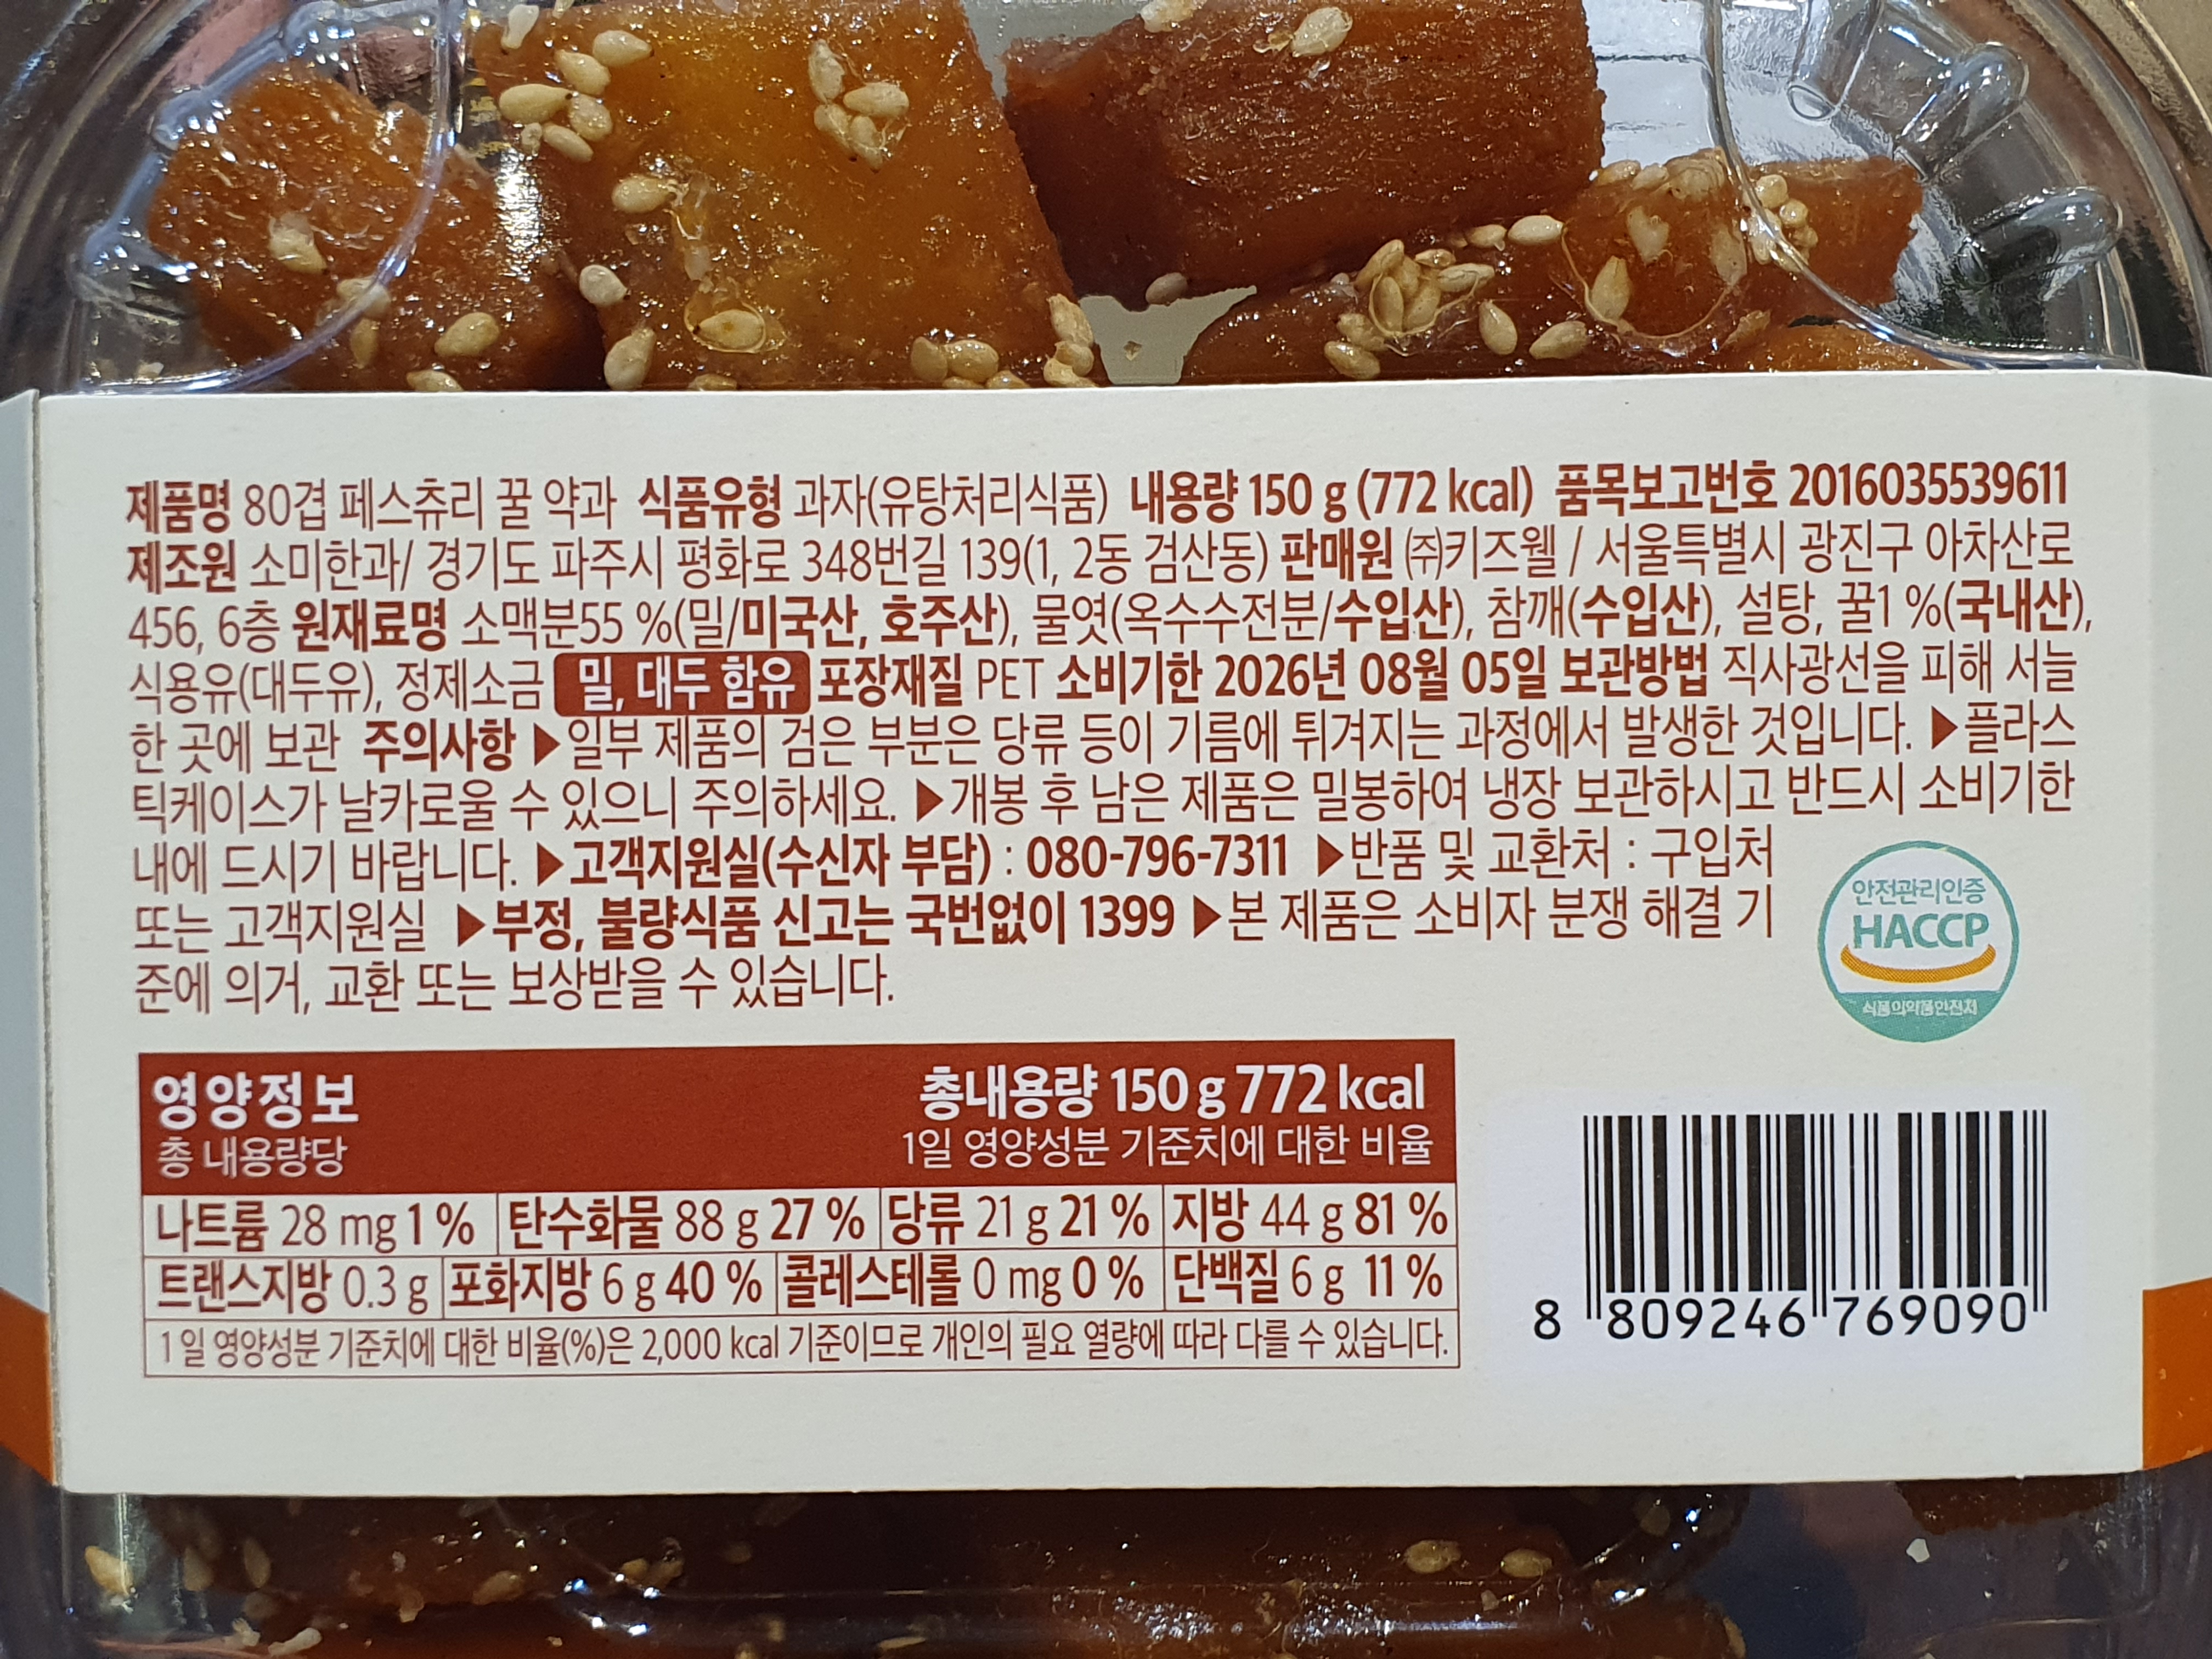 제품명 80겹 페스츄리 꿀 약과 식품유형 과자(유탕처리식품) 내용량 150 g (772 kcal) 품목보고번호 2016035539611
제조원 소미한과/ 경기도 파주시 평화로 348번길 139(1, 2동 검산동) 판매원 ㈜키즈웰 / 서울특별시 광진구 아차산로
456, 6층 원재료명 소맥분55 %(밀/미국산, 호주산), 물엿(옥수수전분/수입산), 참깨(수입산), 설탕, 꿀1 %(국내산),
식용유(대두유), 정제소금 밀, 대두 함유 포장재질 PET 소비기한 2026년 08월 05일 보관방법 직사광선을 피해 서늘
한 곳에 보관 주의사항 ▶일부 제품의 검은 부분은 당류 등이 기름에 튀겨지는 과정에서 발생한 것입니다. ▶플라스
틱케이스가 날카로울 수 있으니 주의하세요. ▶개봉 후 남은 제품은 밀봉하여 냉장 보관하시고 반드시 소비기한
내에 드시기 바랍니다. ▶고객지원실(수신자 부담) : 080-796-7311 ▶반품 및 교환처 : 구입처
또는 고객지원실 ▶부정, 불량식품 신고는 국번없이 1399 ▶본 제품은 소비자 분쟁 해결 기
준에 의거, 교환 또는 보상받을 수 있습니다.
안전관리인증
HACCP
식품의약품안전처
영양정보 총내용량 150 g 772 kcal
총 내용량당 1일 영양성분 기준치에 대한 비율
나트륨 28 mg 1 % 탄수화물 88 g 27 % 당류 21 g 21 % 지방 44 g 81 %
트랜스지방 0.3 g 포화지방 6 g 40 % 콜레스테롤 0 mg 0 % 단백질 6 g 11 %
1일 영양성분 기준치에 대한 비율(%)은 2,000 kcal 기준이므로 개인의 필요 열량에 따라 다를 수 있습니다.
8 809246 769090